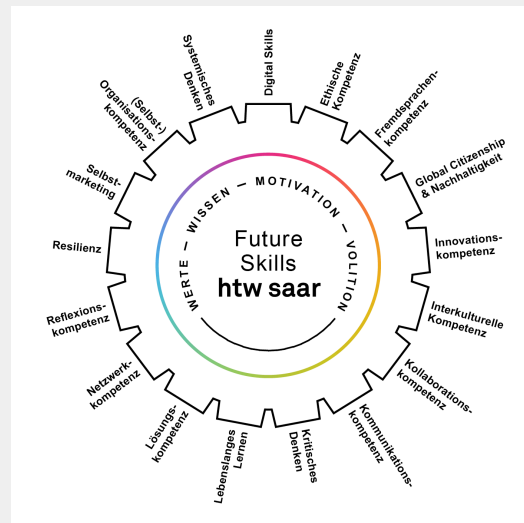 Digital Skills
Ethische
Kompetenz
Fremdsprachen-
kompetenz
Global Citizenship
& Nachhaltigkeit
Innovations-
kompetenz
Interkulturelle
Kompetenz
Kollaborations-
kompetenz
Kommunikations-
kompetenz
Kritisches
Denken
Lebenslanges
Lernen
Lösungs-
kompetenz
Netzwerk-
kompetenz
Reflexions-
kompetenz
Resilienz
Selbst-
marketing
(Selbst-)
Organisations-
kompetenz
Systemisches
Denken
WERTE — WISSEN — MOTIVATION — VOLITION
Future
Skills
htw saar